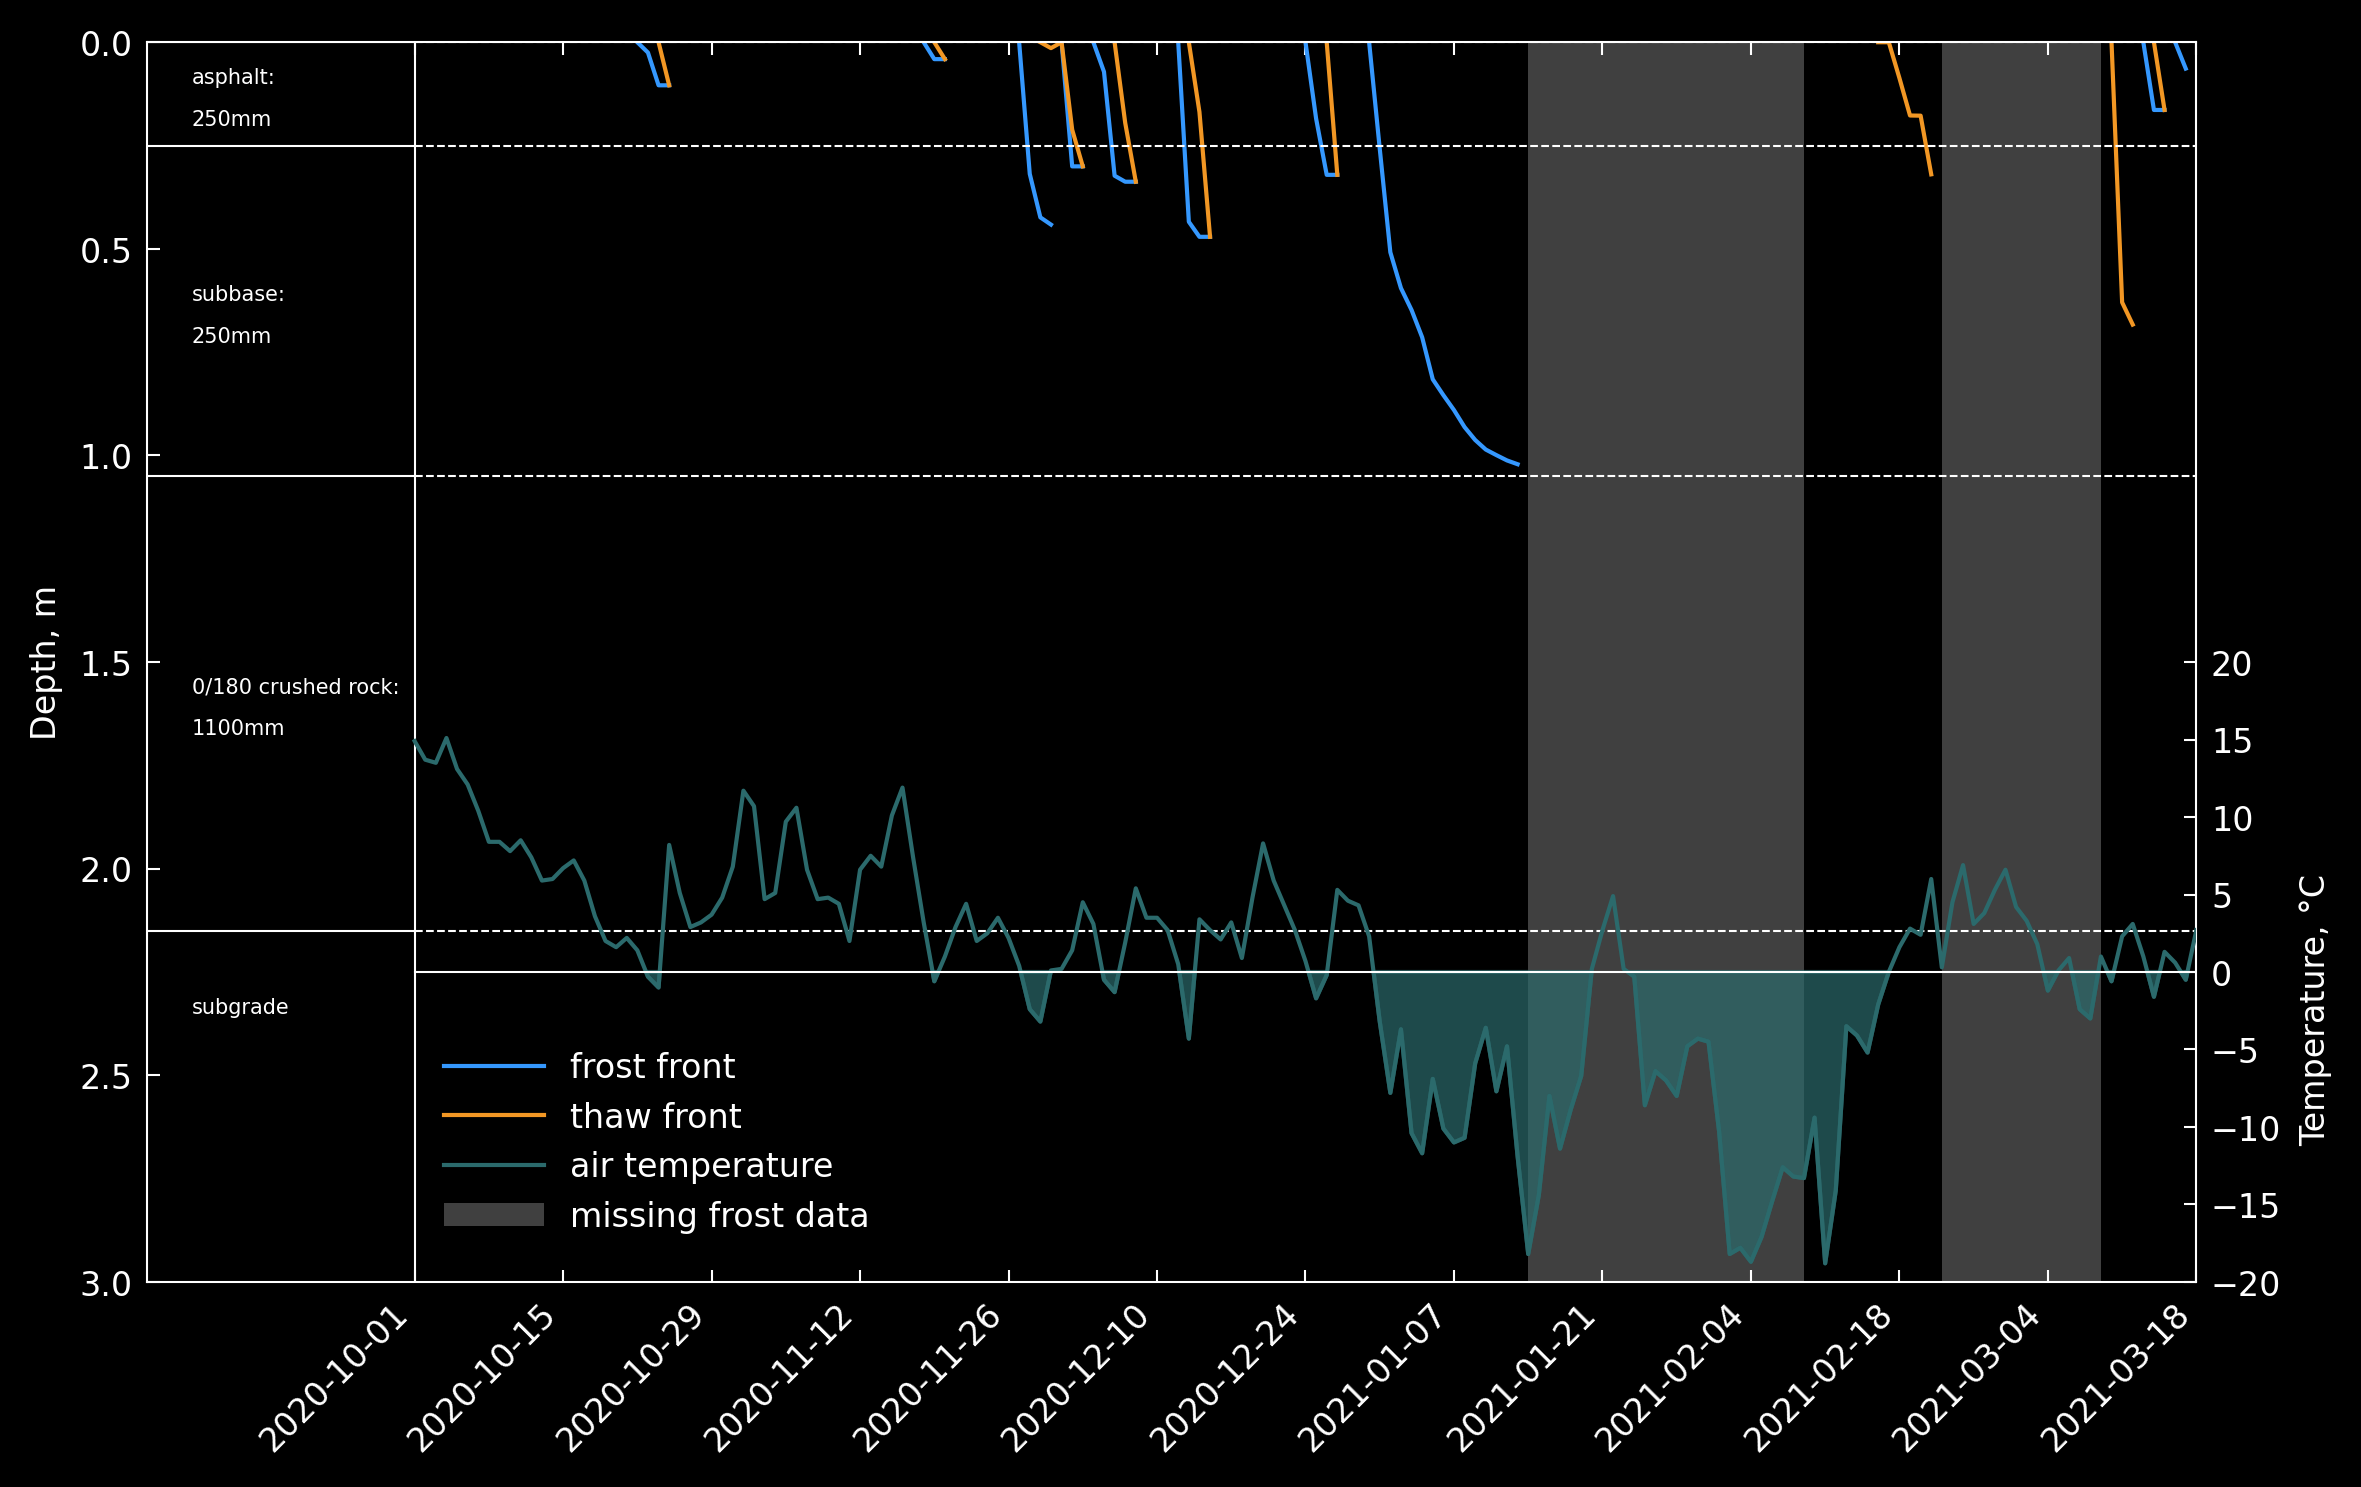 0.0
0.5
1.0
1.5
2.0
2.5
3.0
Depth, m
asphalt:
250mm
subbase:
250mm
0/180 crushed rock:
1100mm
subgrade
frost front
thaw front
air temperature
missing frost data
20
15
10
5
0
−5
−10
−15
−20
Temperature, °C
2020-10-01
2020-10-15
2020-10-29
2020-11-12
2020-11-26
2020-12-10
2020-12-24
2021-01-07
2021-01-21
2021-02-04
2021-02-18
2021-03-04
2021-03-18